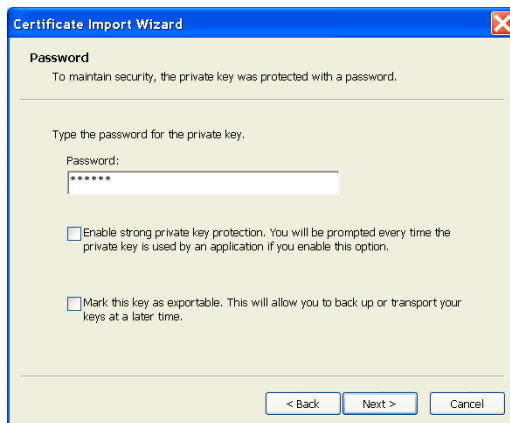 Certificate Import Wizard
Password
To maintain security, the private key was protected with a password.
Type the password for the private key.
Password:
******
Enable strong private key protection. You will be prompted every time the
private key is used by an application if you enable this option.
Mark this key as exportable. This will allow you to back up or transport your
keys at a later time.
< Back Next > Cancel